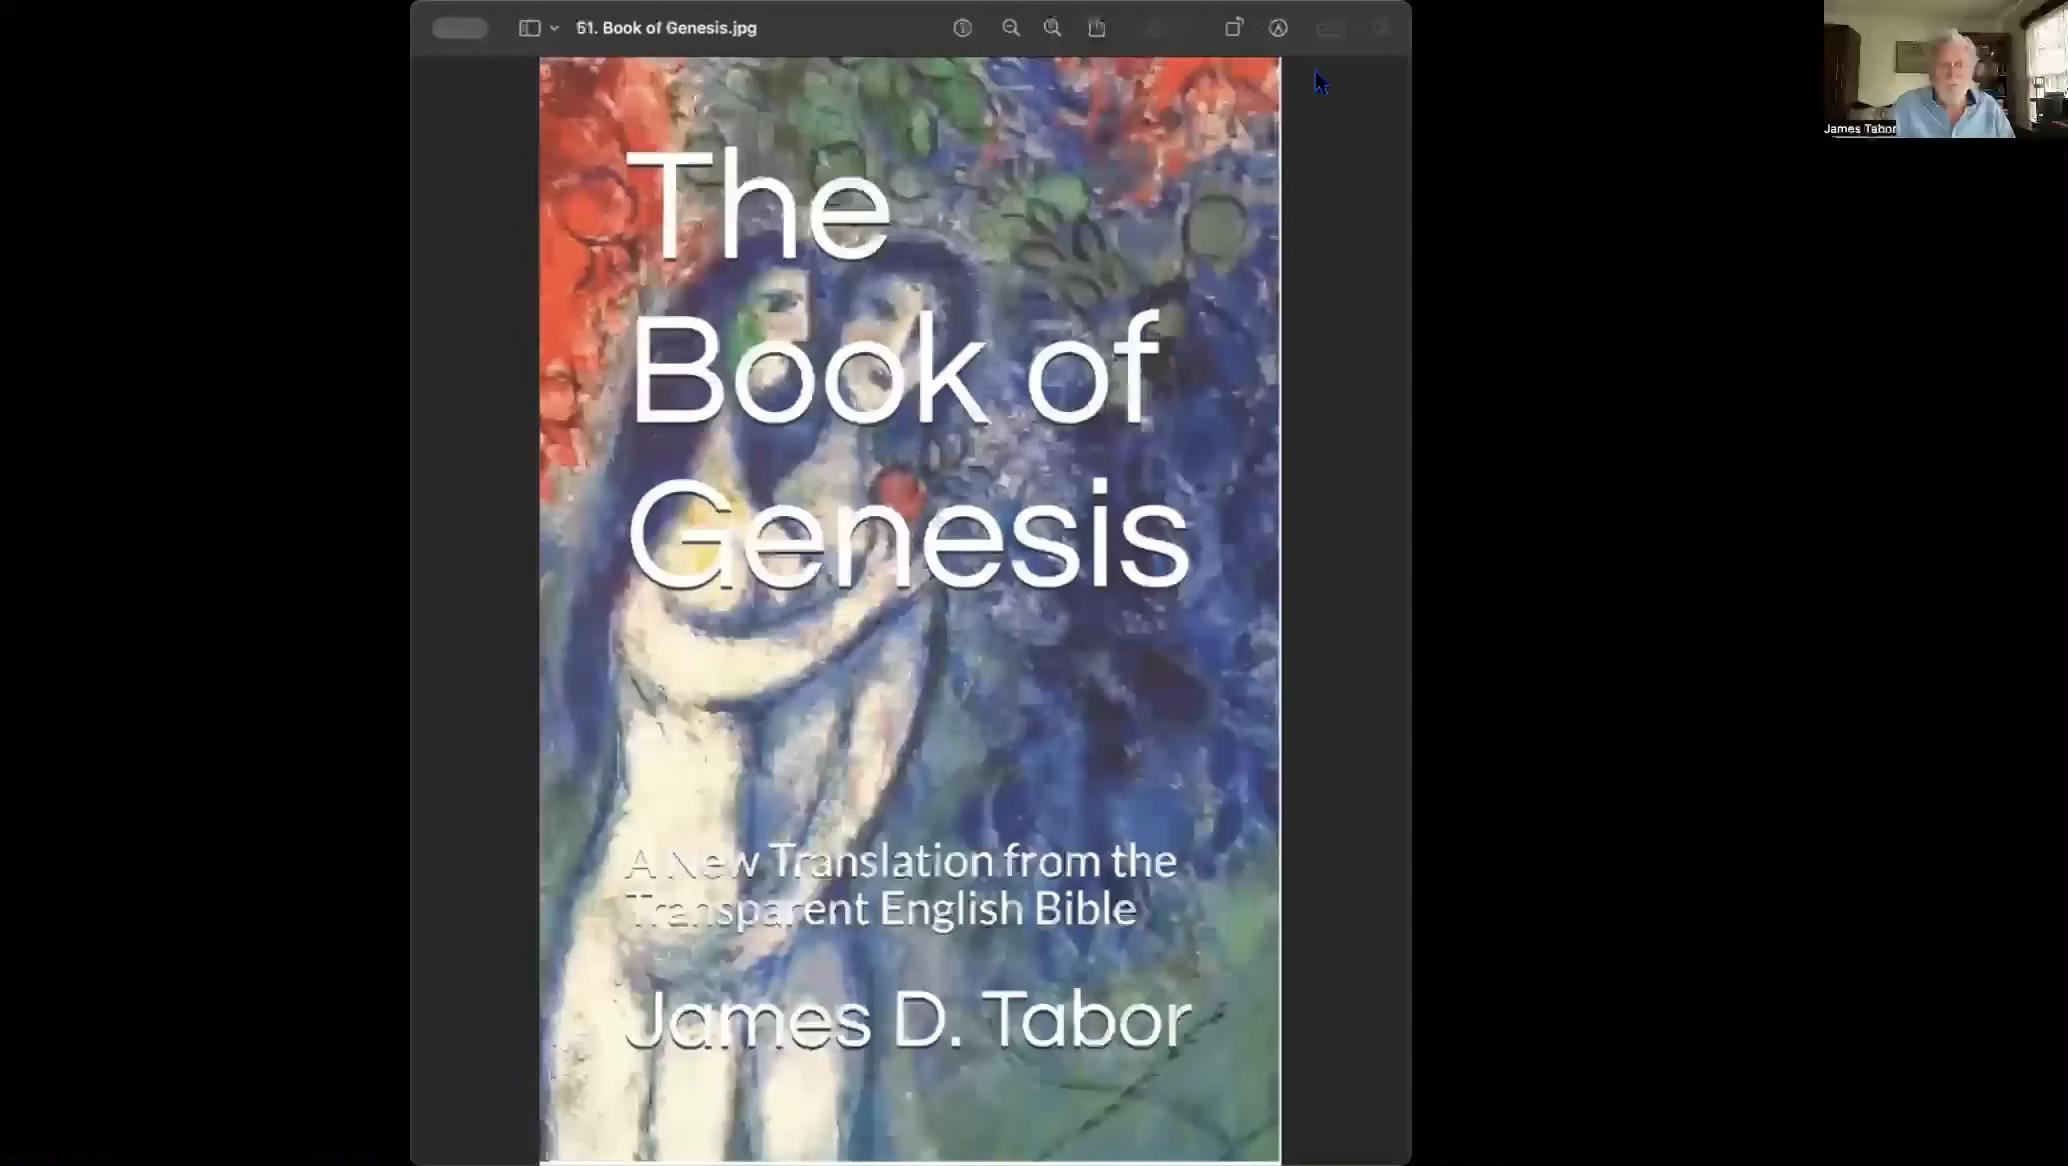 51. Book of Genesis.jpg
James Tabor
The
Book of
Genesis
A New Translation from the
Transparent English Bible
James D. Tabor